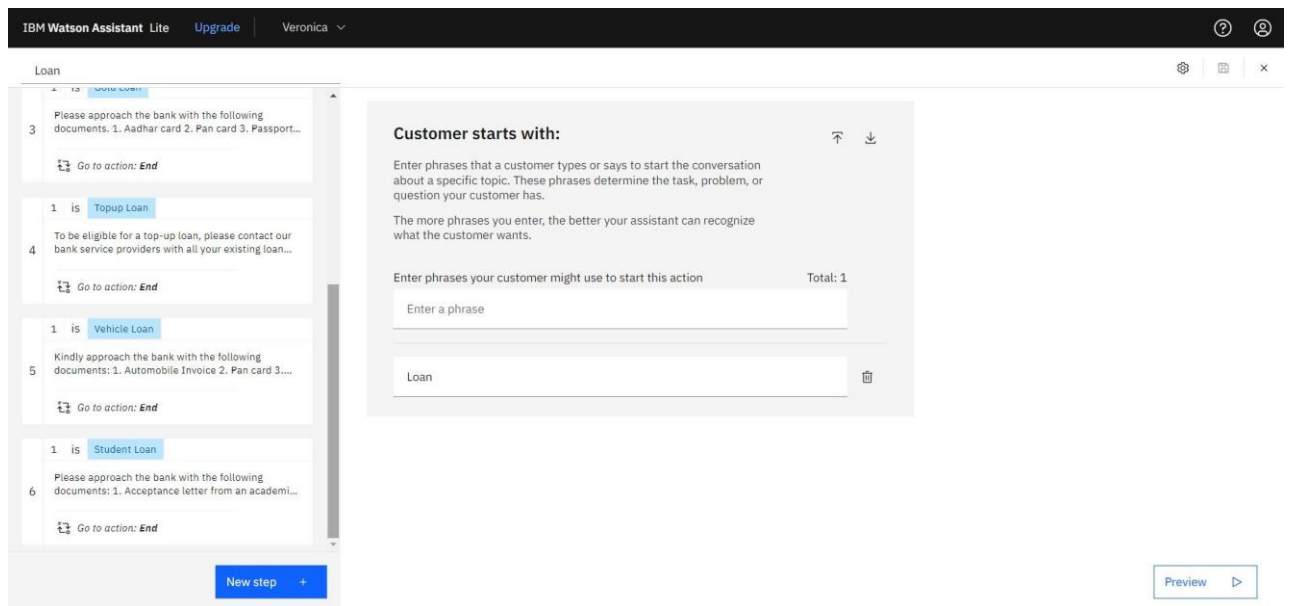 IBM Watson Assistant Lite Upgrade Veronica
Loan
1 is Gold Loan
3
Please approach the bank with the following
documents. 1. Aadhar card 2. Pan card 3. Passport...
Go to action: End
1 is Topup Loan
4
To be eligible for a top-up loan, please contact our
bank service providers with all your existing loan...
Go to action: End
1 is Vehicle Loan
5
Kindly approach the bank with the following
documents: 1. Automobile Invoice 2. Pan card 3....
Go to action: End
1 is Student Loan
6
Please approach the bank with the following
documents: 1. Acceptance letter from an academi...
Go to action: End
New step +
Customer starts with:
Enter phrases that a customer types or says to start the conversation
about a specific topic. These phrases determine the task, problem, or
question your customer has.
The more phrases you enter, the better your assistant can recognize
what the customer wants.
Enter phrases your customer might use to start this action Total: 1
Enter a phrase
Loan
Preview